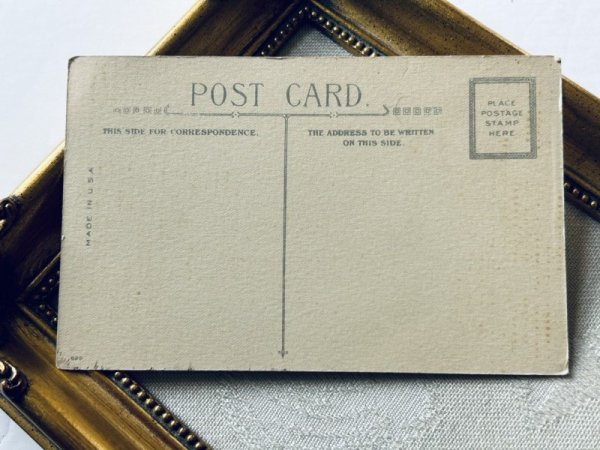 POST CARD.
THIS SIDE FOR CORRESPONDENCE.
THE ADDRESS TO BE WRITTEN
ON THIS SIDE.
PLACE
POSTAGE
STAMP
HERE
MADE IN U.S.A